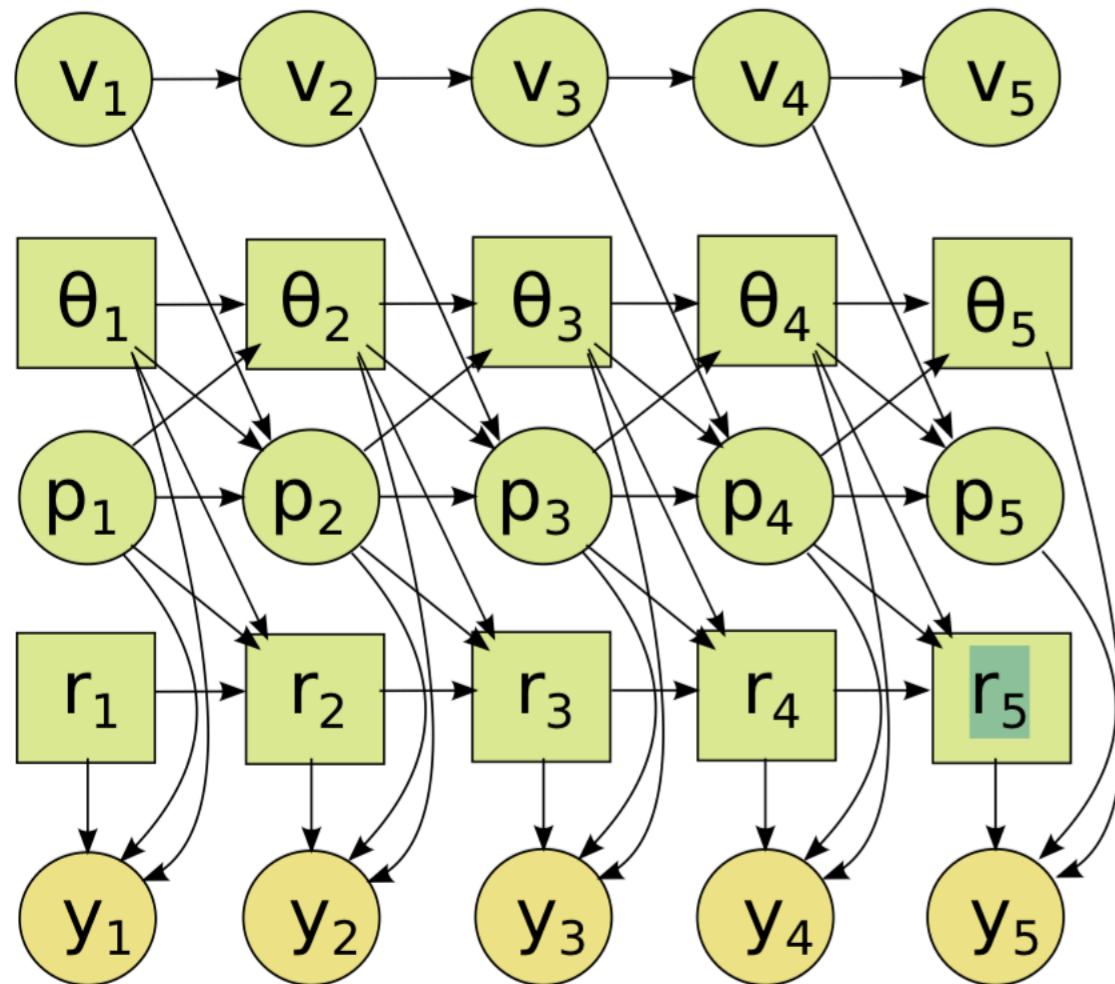 v₁ v₂ v₃ v₄ v₅
θ₁ θ₂ θ₃ θ₄ θ₅
p₁ p₂ p₃ p₄ p₅
r₁ r₂ r₃ r₄ r₅
y₁ y₂ y₃ y₄ y₅